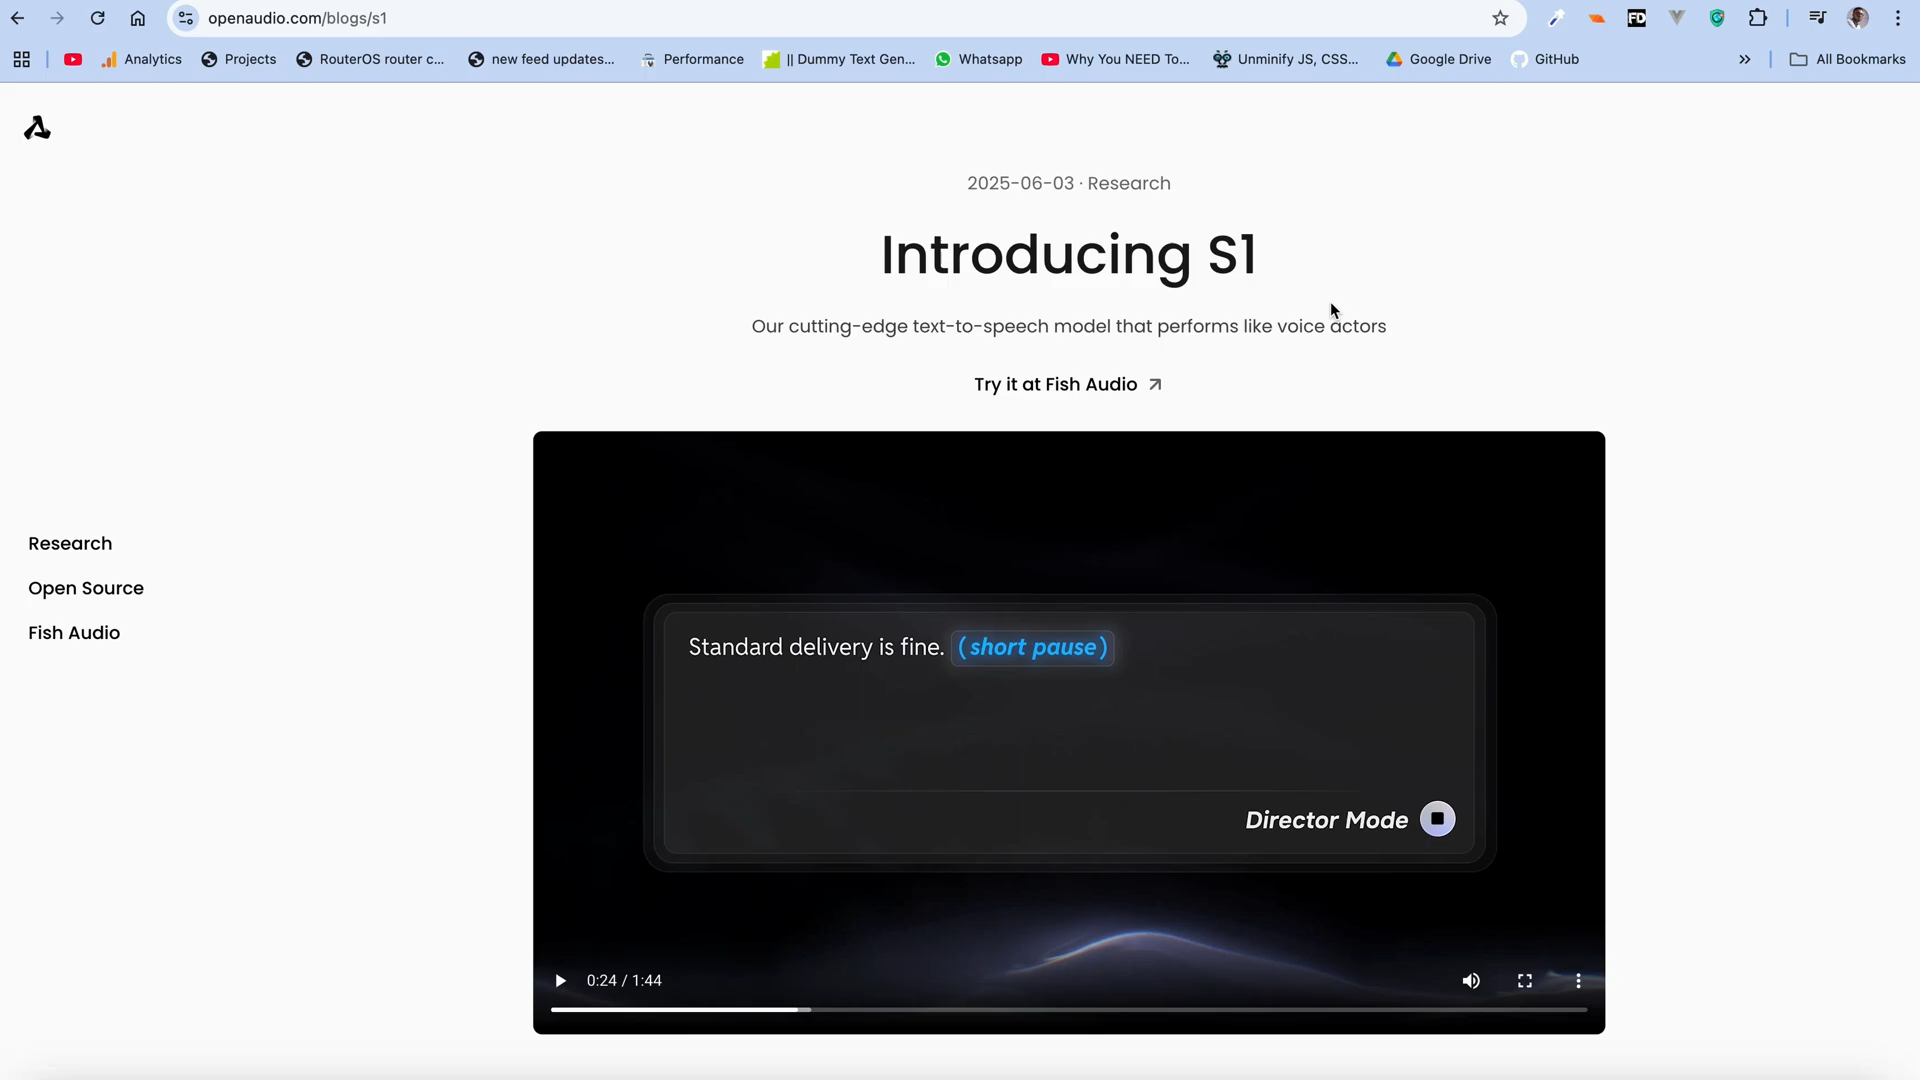 openaudio.com/blogs/s1
FD
Analytics
Projects
RouterOS router c...
new feed updates...
Performance
|| Dummy Text Gen...
Whatsapp
Why You NEED To...
Unminify JS, CSS...
Google Drive
GitHub
All Bookmarks
2025-06-03 · Research
Introducing S1
Our cutting-edge text-to-speech model that performs like voice actors
Try it at Fish Audio
Research
Open Source
Fish Audio
Standard delivery is fine. (short pause)
Director Mode
0:24 / 1:44